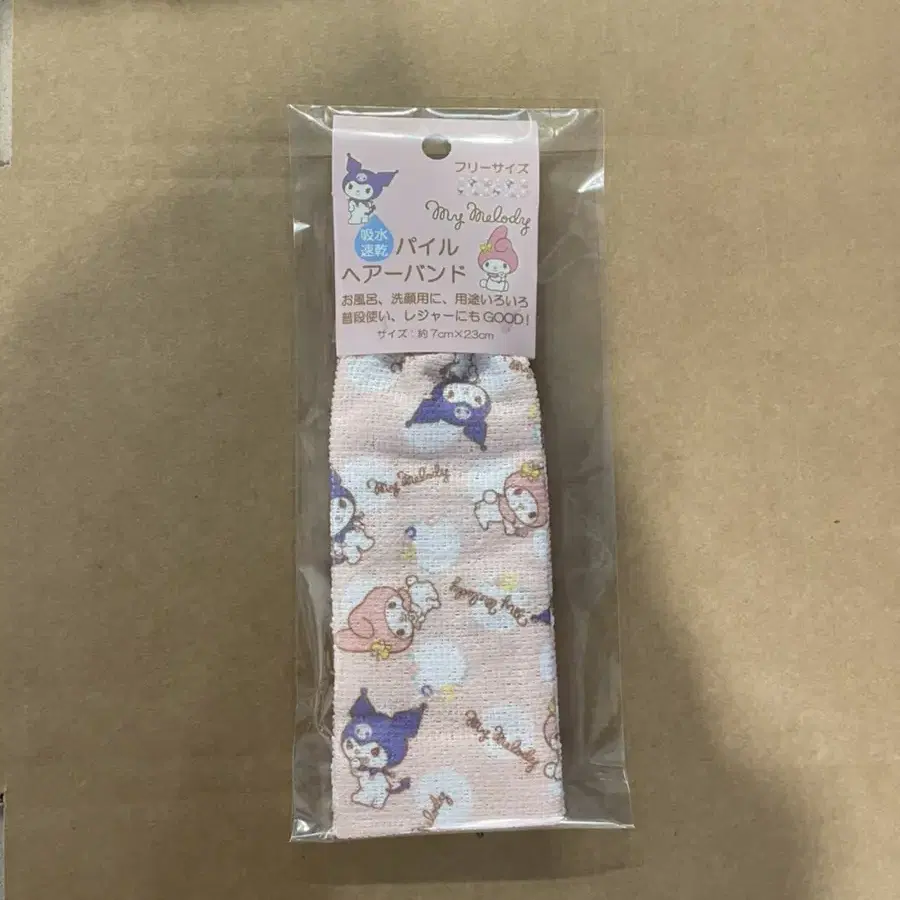 フリーサイズ
My Melody
吸水
速乾
パイル
ヘアーバンド
お風呂、洗顔用に、用途いろいろ
普段使い、レジャーにもGOOD!
サイズ：約7cm×23cm
My Melody
My Melody
My Melody
Melody